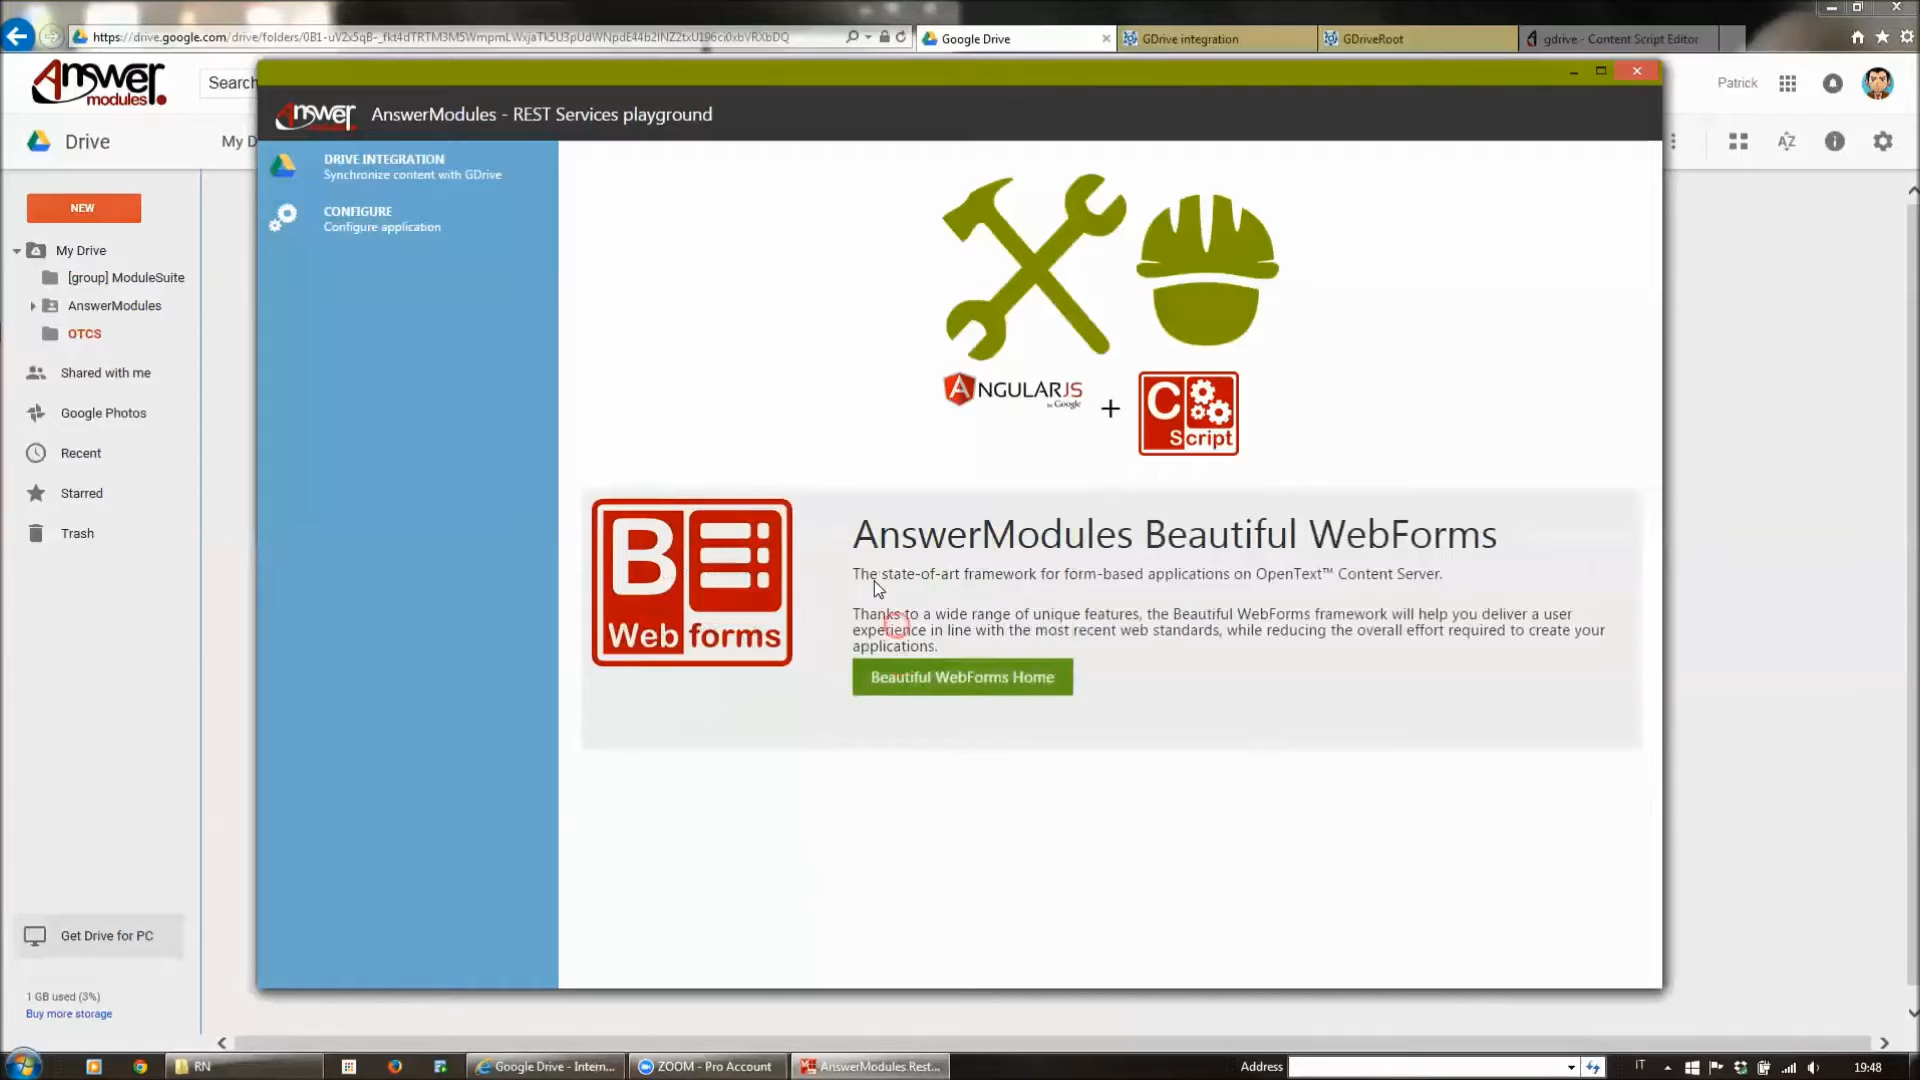 https://drive.google.com/drive/folders/
Google Drive
GDrive integration
GDriveRoot
gdrive - Content Script Editor
Answer
modules.
Search
Patrick
Answer
modules
AnswerModules - REST Services playground
Drive
My D
DRIVE INTEGRATION
Synchronize content with GDrive
CONFIGURE
Configure application
NEW
My Drive
[group] ModuleSuite
AnswerModules
OTCS
Shared with me
Google Photos
Recent
Starred
Trash
ANGULARJS
by Google
+
C
Script
B
Web forms
AnswerModules Beautiful WebForms
The state-of-art framework for form-based applications on OpenText™ Content Server.
Thanks to a wide range of unique features, the Beautiful WebForms framework will help you deliver a user
experience in line with the most recent web standards, while reducing the overall effort required to create your
applications.
Beautiful WebForms Home
Get Drive for PC
1 GB used (3%)
Buy more storage
RN
Google Drive - Intern...
ZOOM - Pro Account
AnswerModules Rest...
Address
IT
19:48